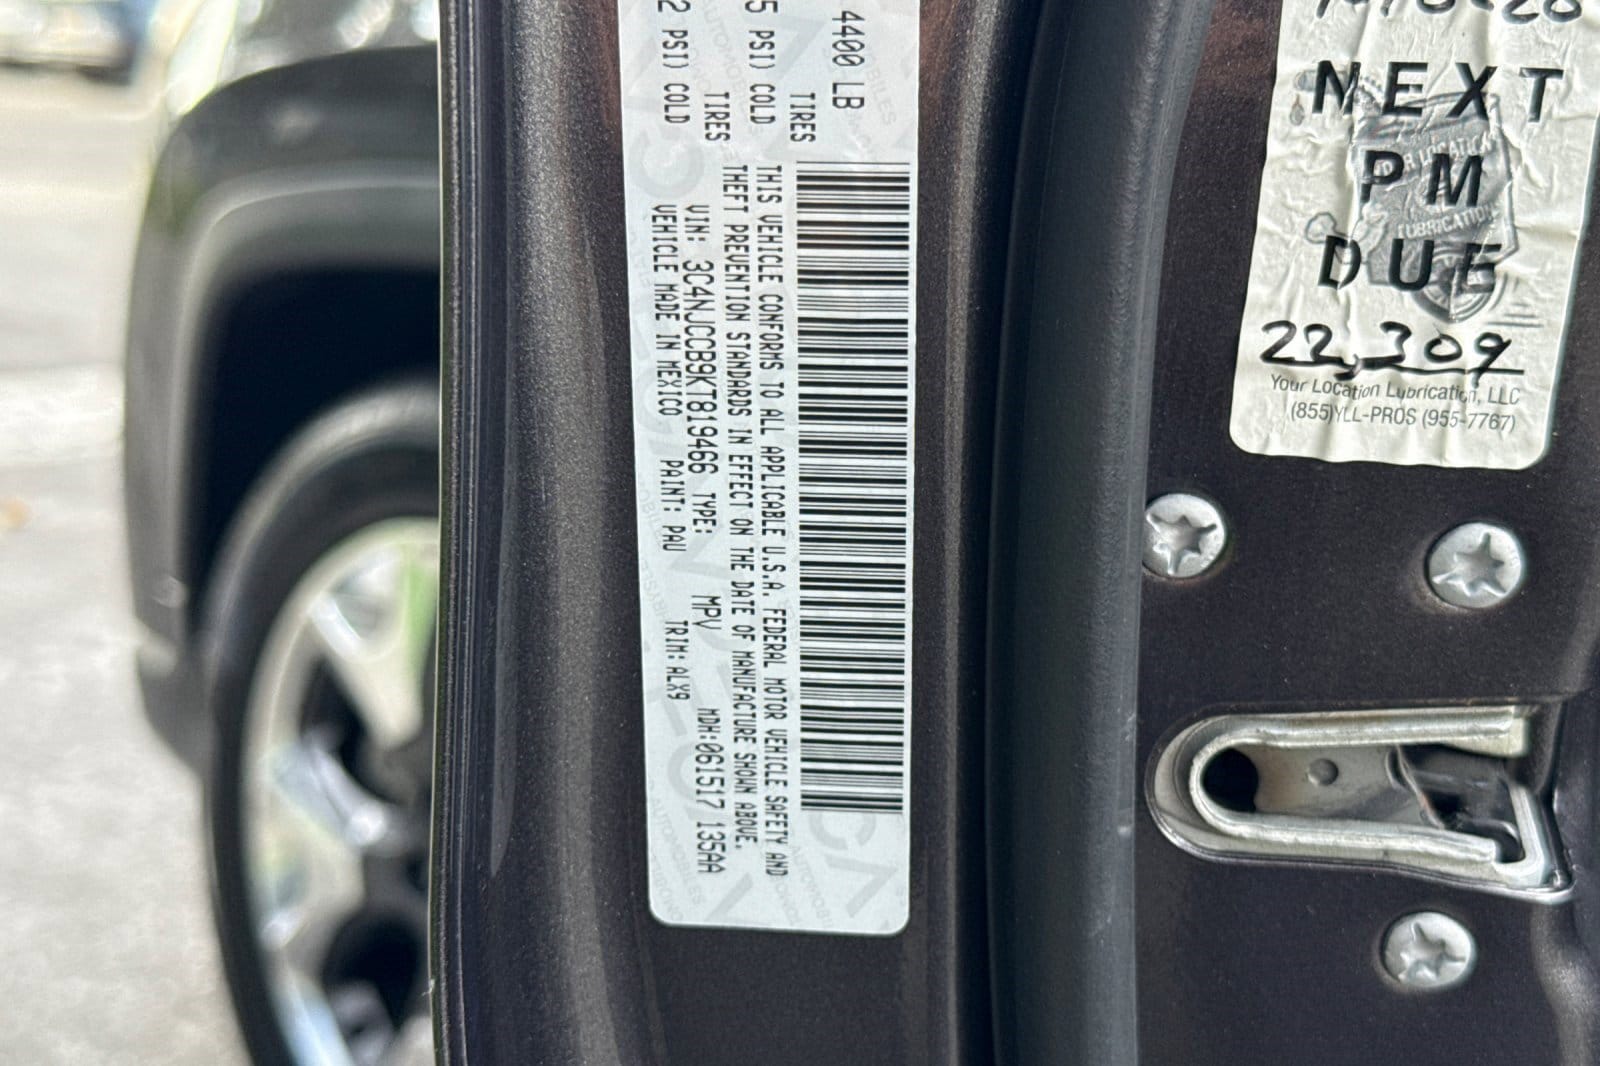 4400 LB
5 PSI) COLD TIRES
2 PSI) COLD TIRES
THIS VEHICLE CONFORMS TO ALL APPLICABLE U.S.A. FEDERAL MOTOR VEHICLE SAFETY AND
THEFT PREVENTION STANDARDS IN EFFECT ON THE DATE OF MANUFACTURE SHOWN ABOVE.
VIN: 3C4NJCCB9KT819466 TYPE: MPV MDH:061517 135AA
VEHICLE MADE IN MEXICO PAINT: PAU TRIM: ALX9
NEXT
PM
DUE
22,309
Your Location Lubrication, LLC
(855)YLL-PROS (955-7767)